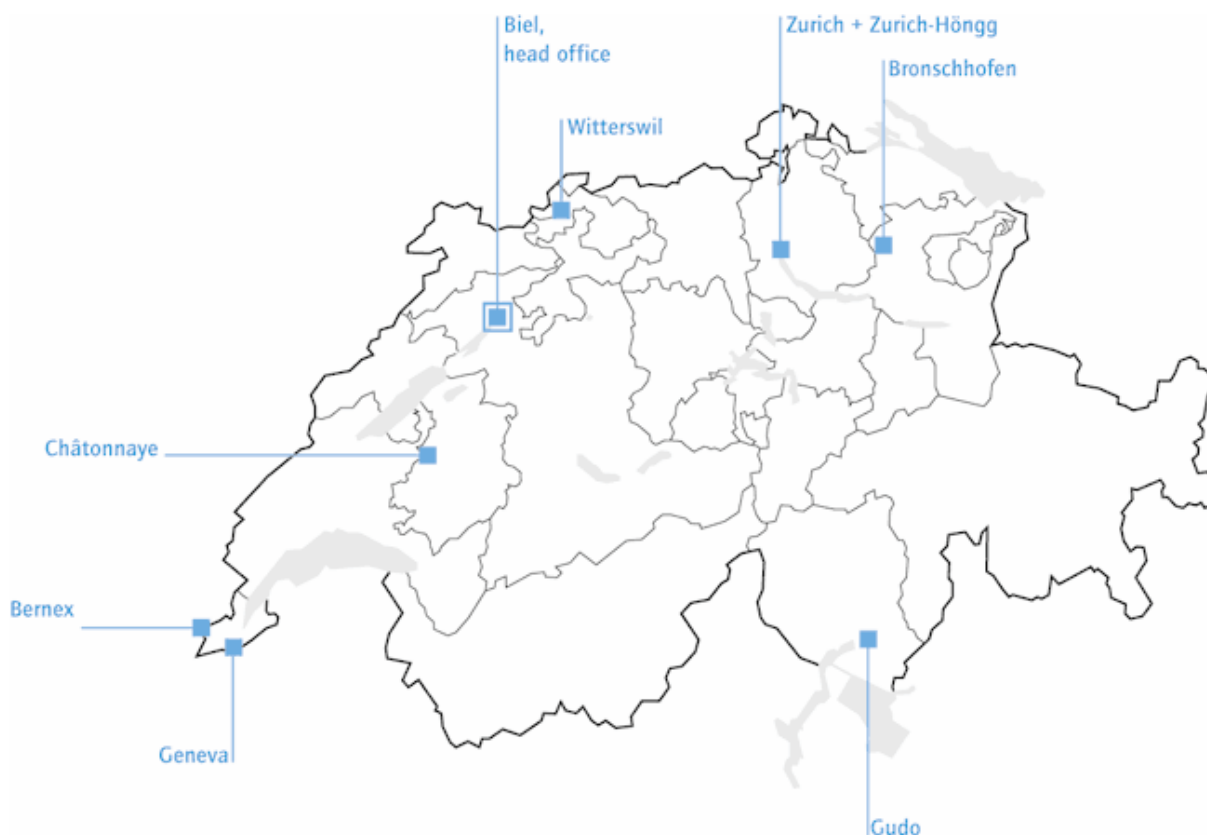 Biel,
head office
Zurich + Zurich-Höngg
Bronschhofen
Witterswil
Châtonnaye
Bernex
Geneva
Gudo